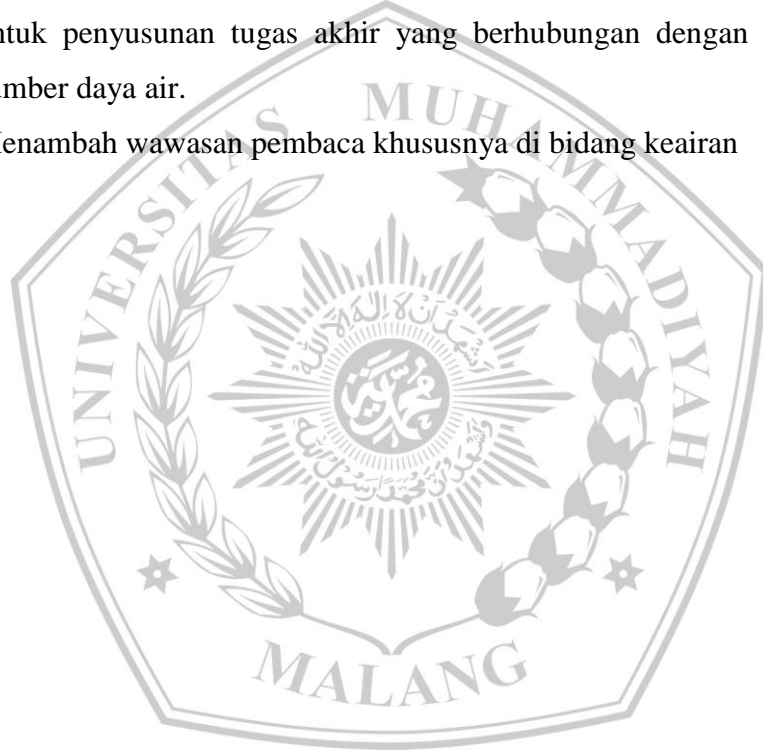 ntuk penyusunan tugas akhir yang berhubungan dengan
umber daya air.
Menambah wawasan pembaca khususnya di bidang keairan
UNIVERSITAS MUHAMMADIYAH
MALANG